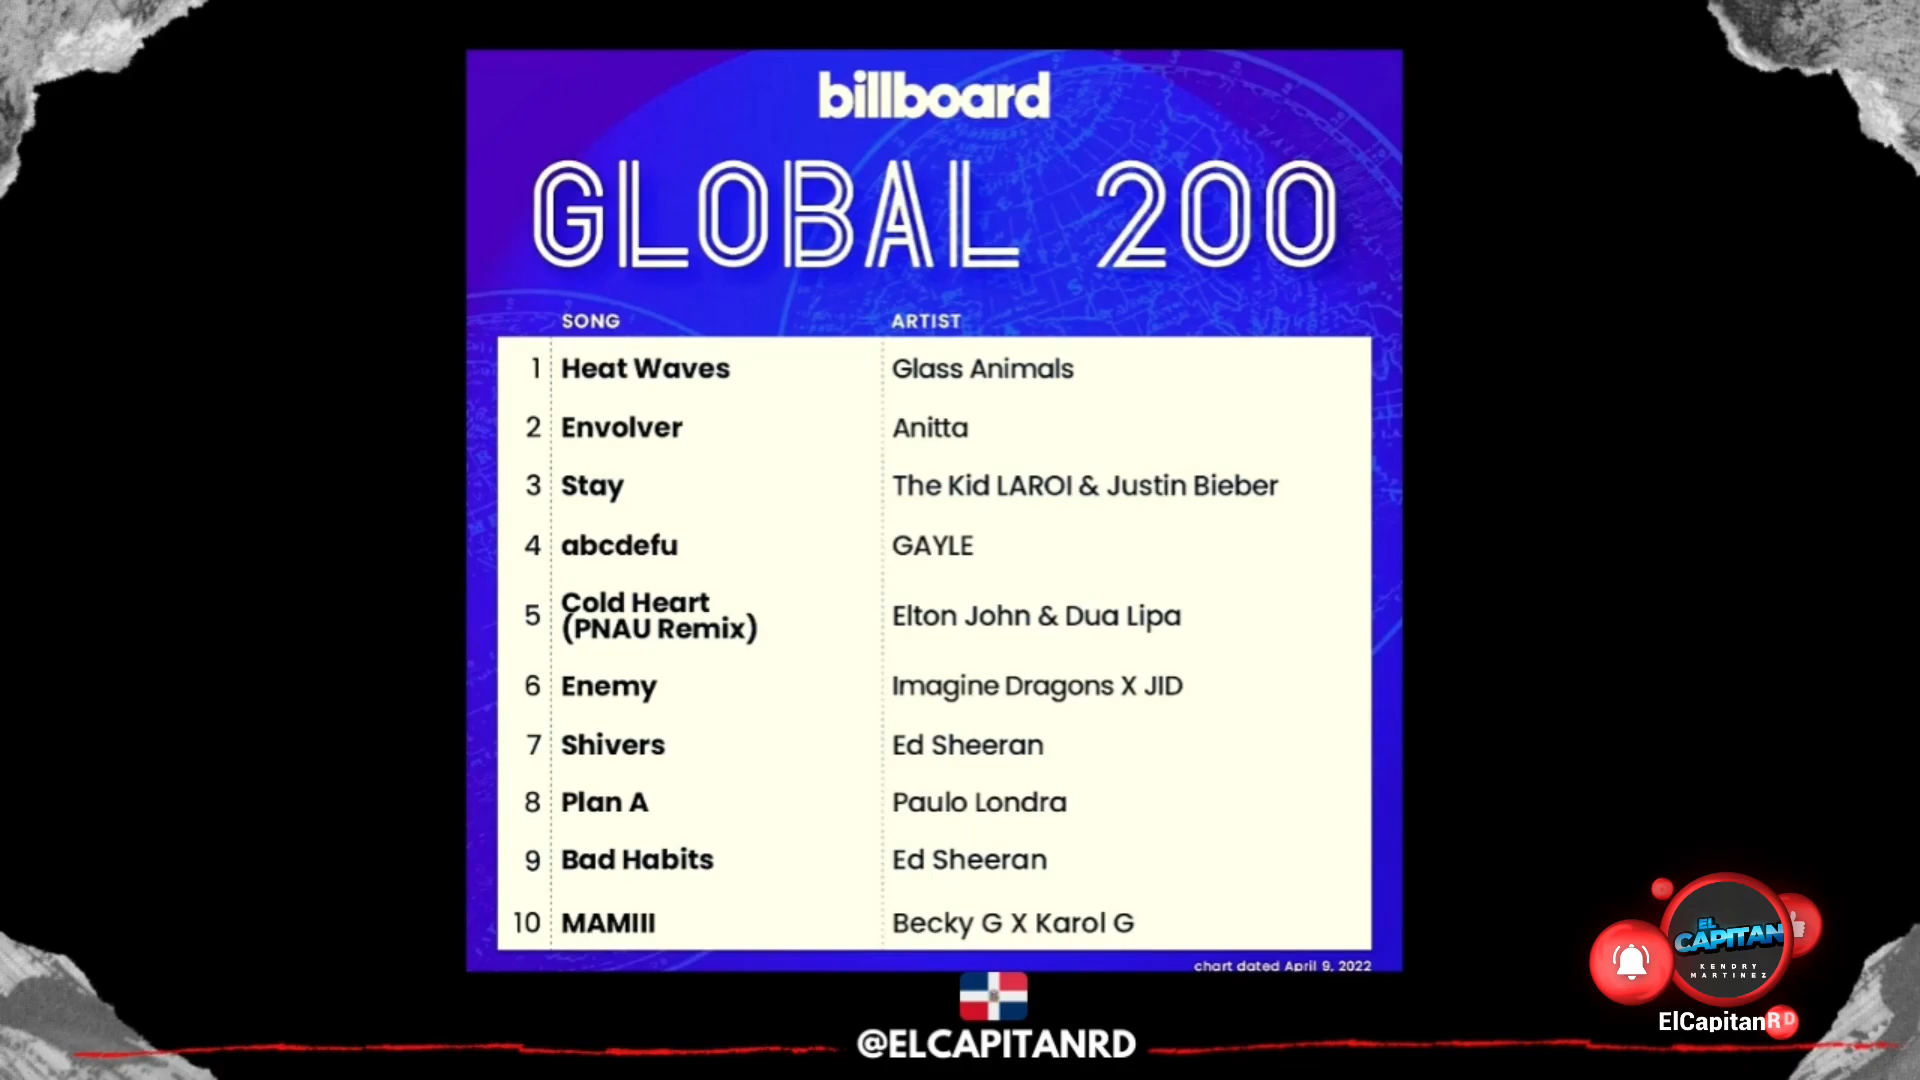 billboard
GLOBAL 200
SONG ARTIST
1 Heat Waves Glass Animals
2 Envolver Anitta
3 Stay The Kid LAROI & Justin Bieber
4 abcdefu GAYLE
5 Cold Heart (PNAU Remix) Elton John & Dua Lipa
6 Enemy Imagine Dragons X JID
7 Shivers Ed Sheeran
8 Plan A Paulo Londra
9 Bad Habits Ed Sheeran
10 MAMIII Becky G X Karol G
chart dated April 9, 2022
@ELCAPITANRD
EL
CAPITAN
KENDRY
MARTINEZ
ElCapitanRD